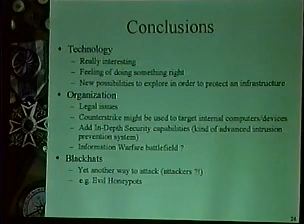 Conclusions
• Technology
– Really interesting
– Feeling of doing something right
– New possibilities to explore in order to protect an infrastructure
• Organization
– Legal issues
– Counterstrike might be used to target internal computers/devices
– Add In-Depth Security capabilities (kind of advanced intrusion
prevention system)
– Information Warfare battlefield ?
• Blackhats
– Yet another way to attack (attackers ?!)
– e.g. Evil Honeypots